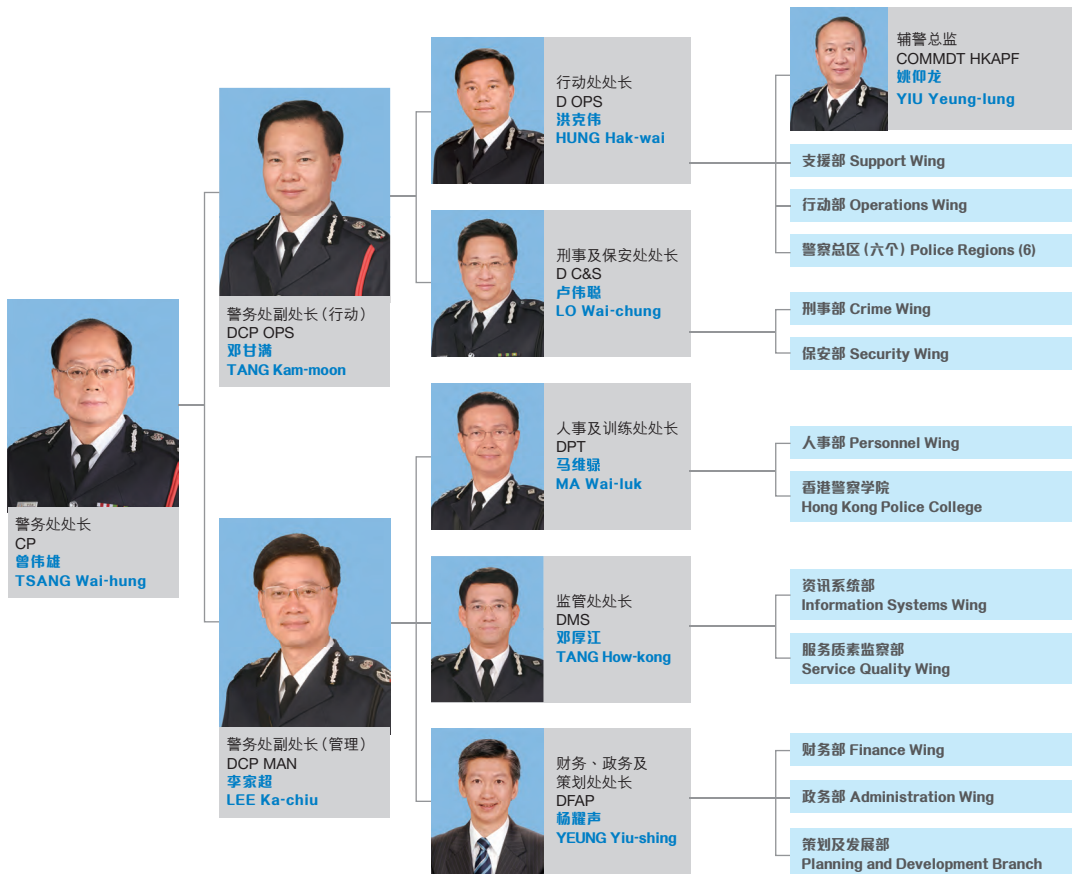 警务处处长
CP
曾伟雄
TSANG Wai-hung
警务处副处长（行动）
DCP OPS
邓甘满
TANG Kam-moon
警务处副处长（管理）
DCP MAN
李家超
LEE Ka-chiu
行动处处长
D OPS
洪克伟
HUNG Hak-wai
刑事及保安处处长
D C&S
卢伟聪
LO Wai-chung
人事及训练处处长
DPT
马维騄
MA Wai-luk
监管处处长
DMS
邓厚江
TANG How-kong
财务、政务及
策划处处长
DFAP
杨耀声
YEUNG Yiu-shing
辅警总监
COMMDT HKAPF
姚仰龙
YIU Yeung-lung
支援部 Support Wing
行动部 Operations Wing
警察总区（六个）Police Regions (6)
刑事部 Crime Wing
保安部 Security Wing
人事部 Personnel Wing
香港警察学院
Hong Kong Police College
资讯系统部
Information Systems Wing
服务质素监察部
Service Quality Wing
财务部 Finance Wing
政务部 Administration Wing
策划及发展部
Planning and Development Branch